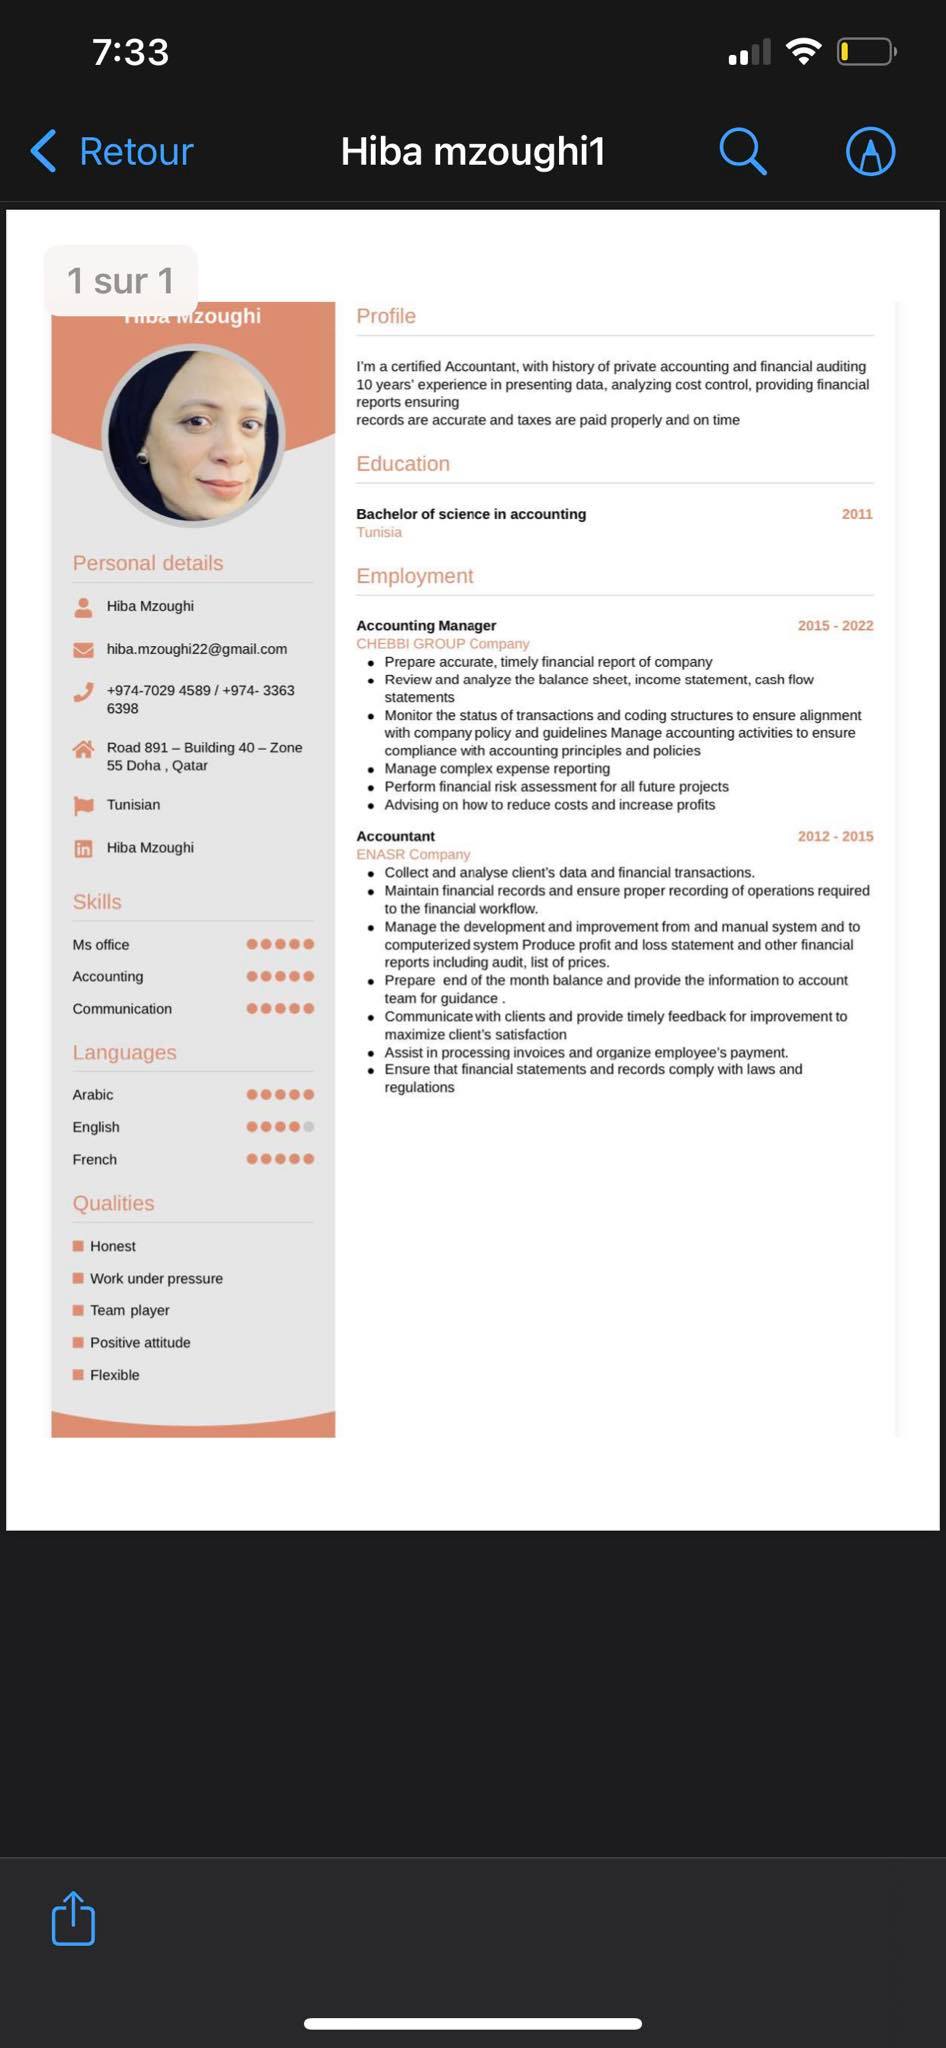 7:33
Retour
Hiba mzoughi1
1 sur 1
Hiba Mzoughi
Personal details
Hiba Mzoughi
hiba.mzoughi22@gmail.com
+974-7029 4589 / +974- 3363
6398
Road 891 – Building 40 – Zone
55 Doha , Qatar
Tunisian
Hiba Mzoughi
Skills
Ms office
Accounting
Communication
Languages
Arabic
English
French
Qualities
Honest
Work under pressure
Team player
Positive attitude
Flexible
Profile
I'm a certified Accountant, with history of private accounting and financial auditing
10 years' experience in presenting data, analyzing cost control, providing financial
reports ensuring
records are accurate and taxes are paid properly and on time
Education
Bachelor of science in accounting 2011
Tunisia
Employment
Accounting Manager 2015 - 2022
CHEBBI GROUP Company
• Prepare accurate, timely financial report of company
• Review and analyze the balance sheet, income statement, cash flow
statements
• Monitor the status of transactions and coding structures to ensure alignment
with company policy and guidelines Manage accounting activities to ensure
compliance with accounting principles and policies
• Manage complex expense reporting
• Perform financial risk assessment for all future projects
• Advising on how to reduce costs and increase profits
Accountant 2012 - 2015
ENASR Company
• Collect and analyse client's data and financial transactions.
• Maintain financial records and ensure proper recording of operations required
to the financial workflow.
• Manage the development and improvement from and manual system and to
computerized system Produce profit and loss statement and other financial
reports including audit, list of prices.
• Prepare end of the month balance and provide the information to account
team for guidance .
• Communicate with clients and provide timely feedback for improvement to
maximize client's satisfaction
• Assist in processing invoices and organize employee's payment.
• Ensure that financial statements and records comply with laws and
regulations